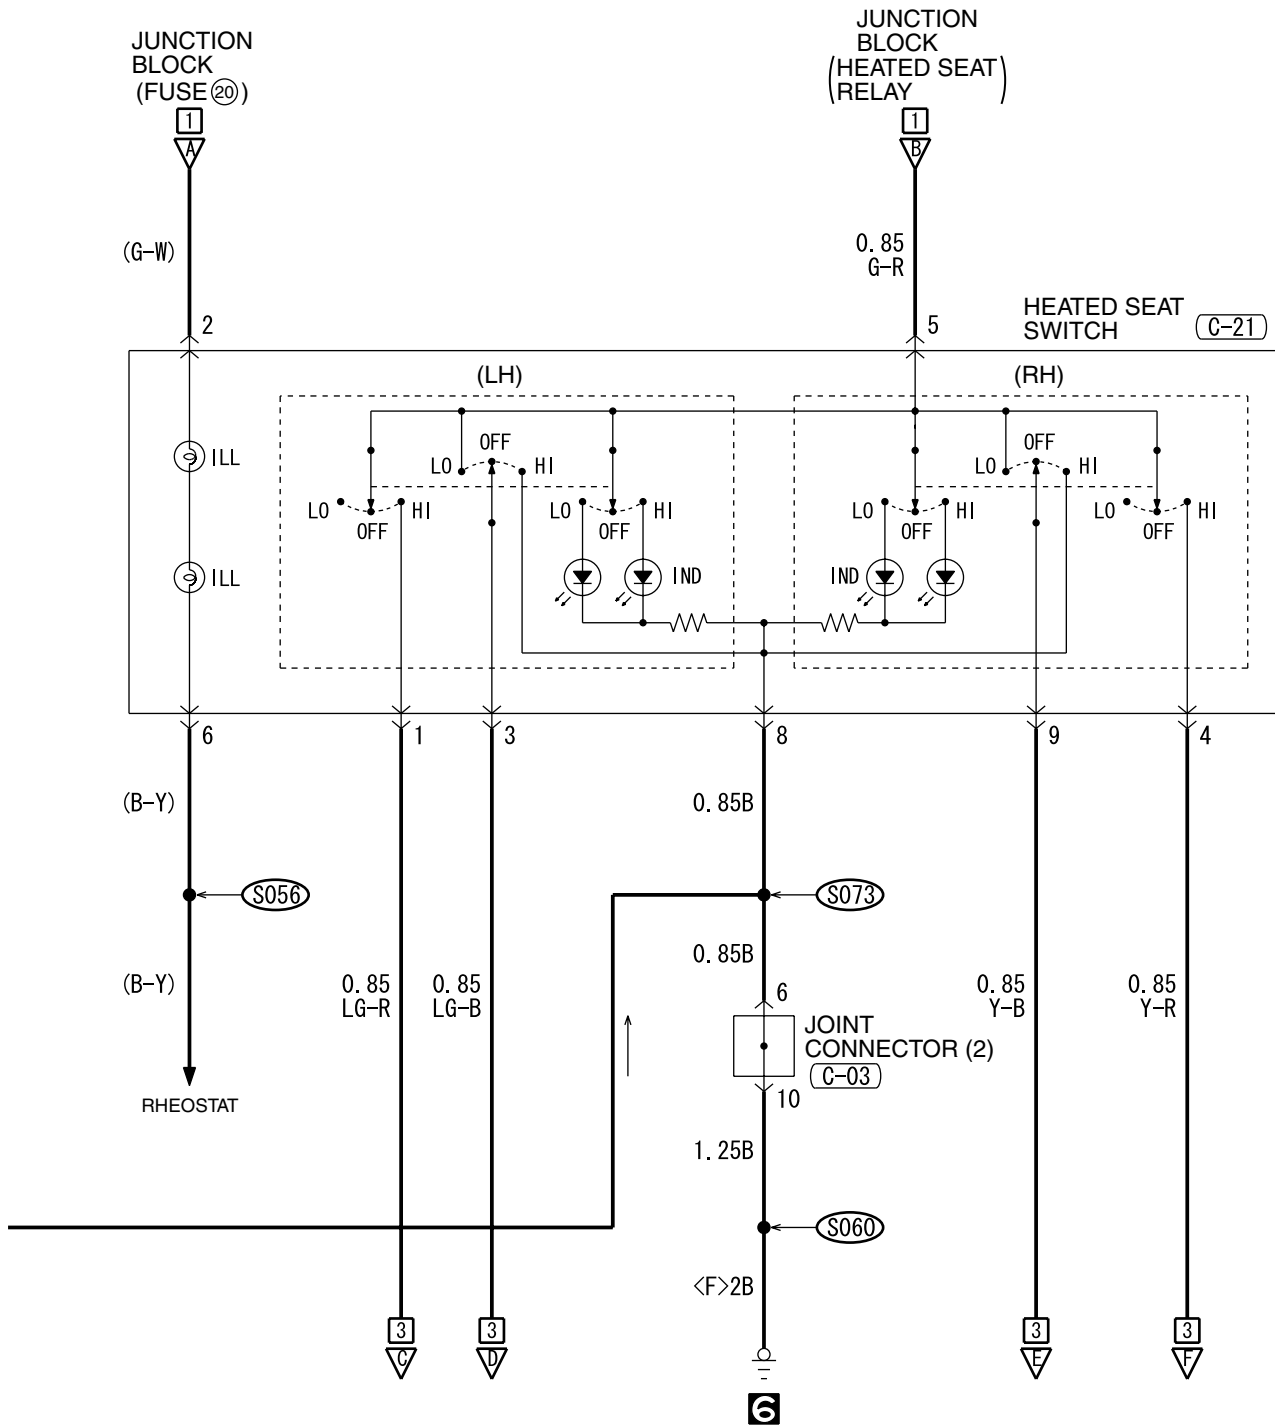 JUNCTION
BLOCK
(FUSE⑳)
1
A
JUNCTION
BLOCK
(HEATED SEAT
RELAY)
1
B
(G-W)
0.85
G-R
2
5
HEATED SEAT
SWITCH
C-21
(LH)
(RH)
ILL
ILL
LO
OFF
HI
LO
OFF
HI
LO
OFF
HI
IND
LO
OFF
HI
LO
OFF
HI
IND
LO
OFF
HI
6
1
3
8
9
4
(B-Y)
0.85B
S056
S073
(B-Y)
0.85
LG-R
0.85
LG-B
0.85B
0.85
Y-B
0.85
Y-R
6
JOINT
CONNECTOR (2)
C-03
10
RHEOSTAT
1.25B
S060
<F>2B
3
C
3
D
3
E
3
F
6